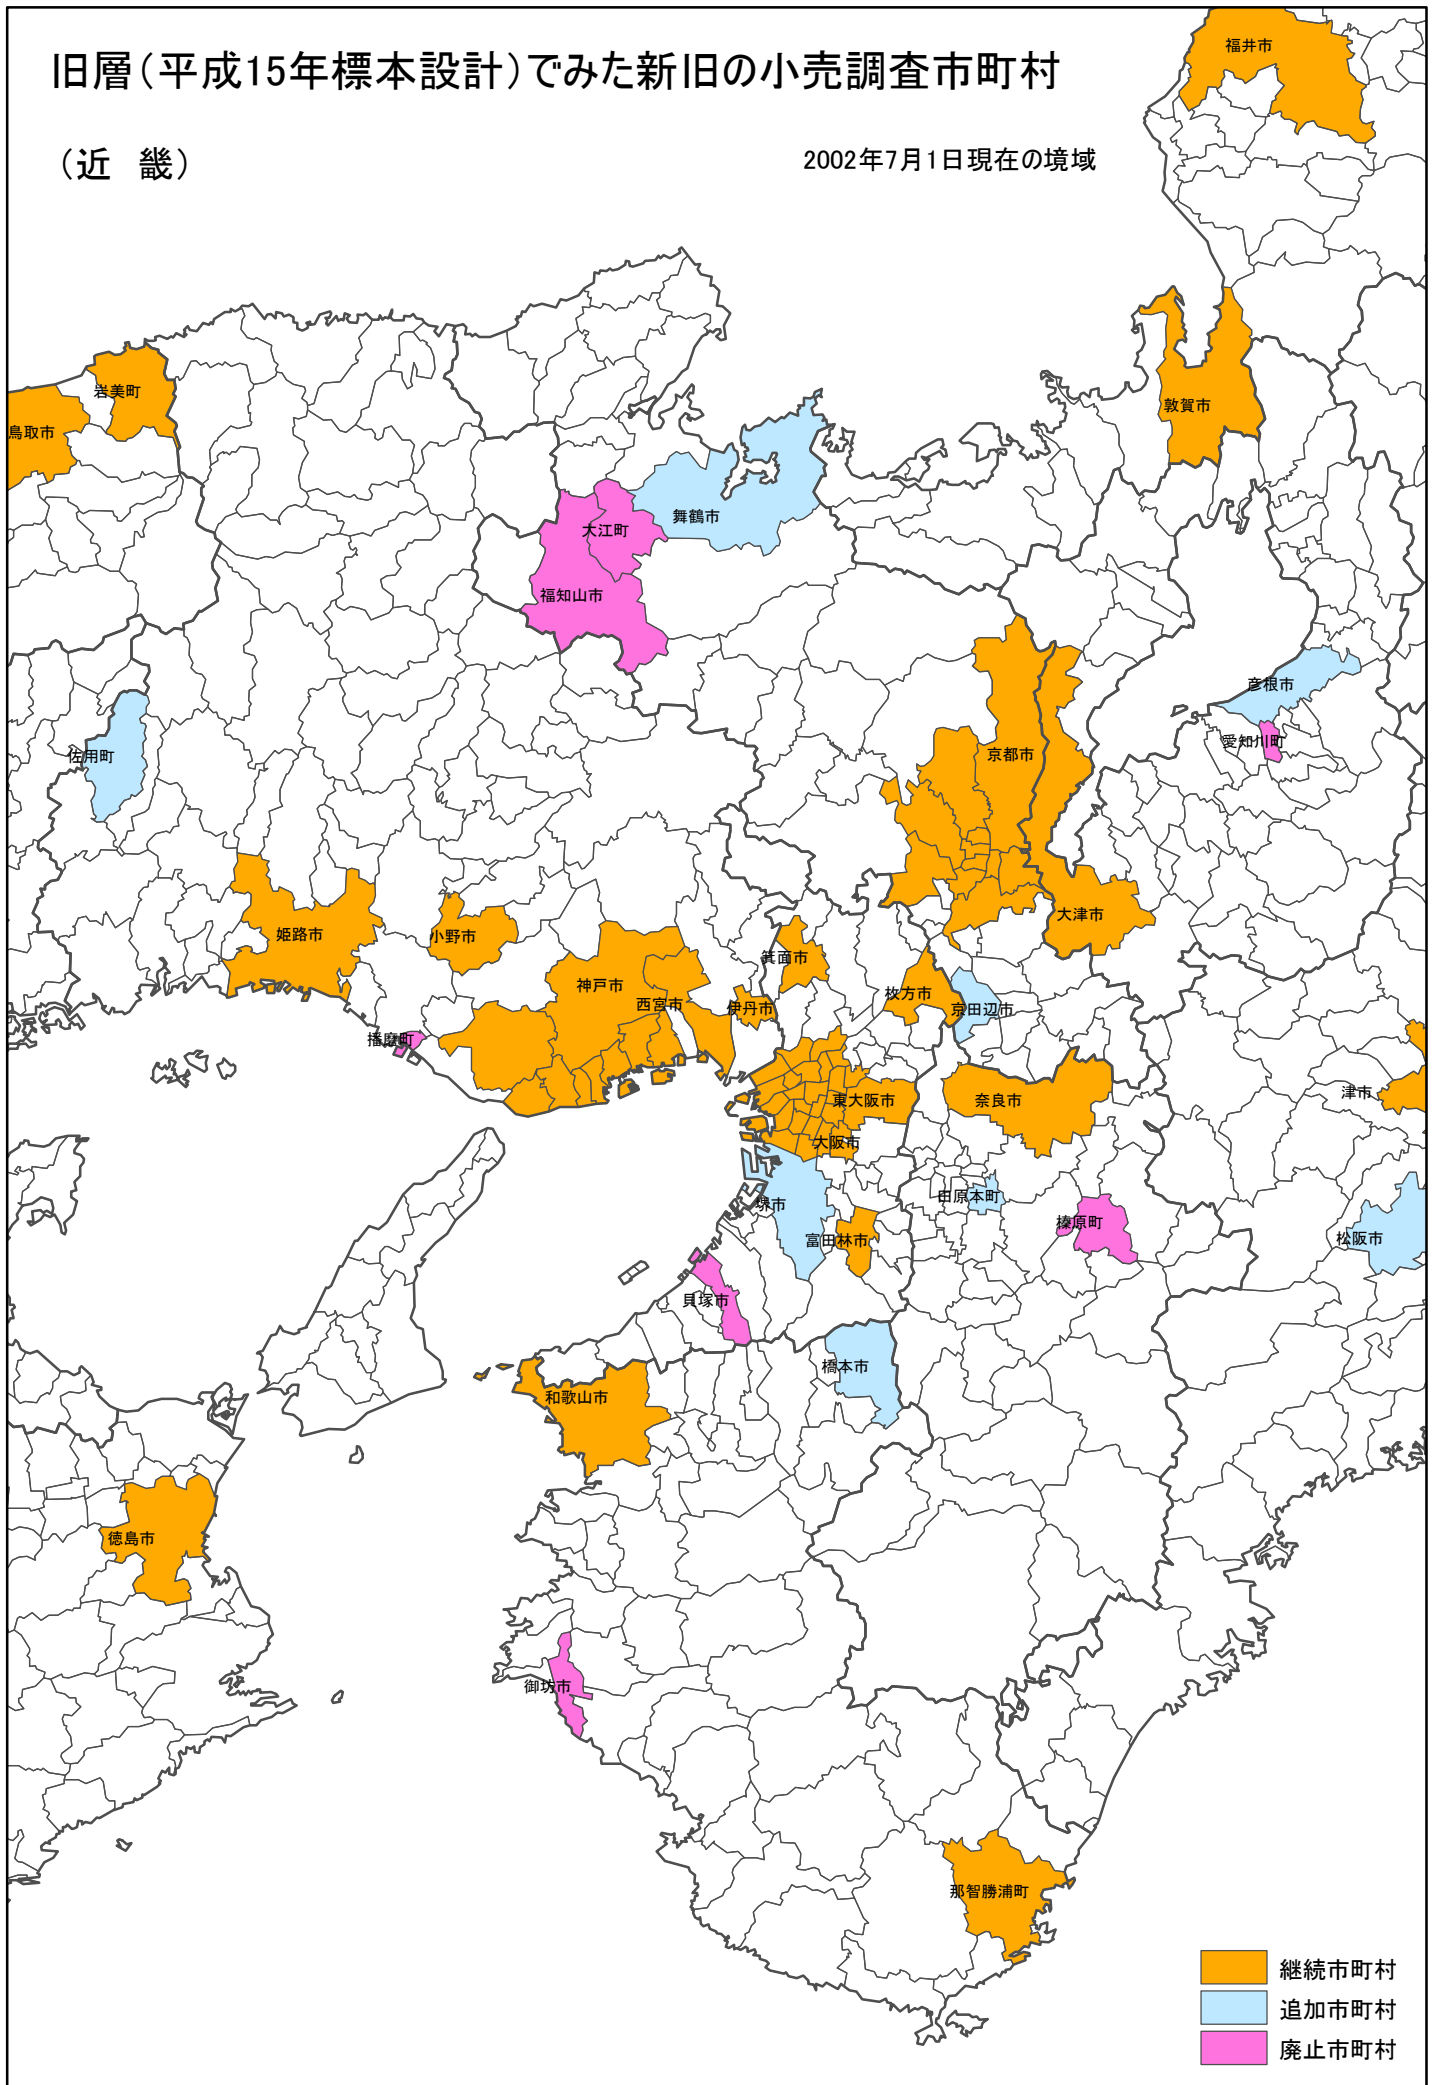 旧層(平成15年標本設計)でみた新旧の小売調査市町村
(近 畿)
2002年7月1日現在の境域
福井市
岩美町
敦賀市
鳥取市
舞鶴市
大江町
福知山市
彦根市
愛知川町
京都市
佐用町
大津市
姫路市
小野市
箕面市
神戸市
枚方市
西宮市
伊丹市
京田辺市
播磨町
津市
東大阪市
奈良市
大阪市
田原本町
堺市
榛原町
富田林市
松阪市
貝塚市
橋本市
和歌山市
徳島市
御坊市
那智勝浦町
継続市町村
追加市町村
廃止市町村